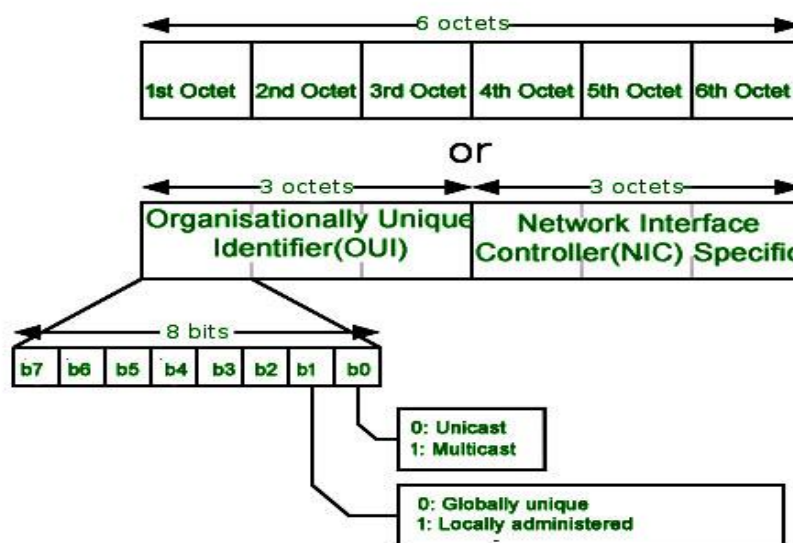 6 octets
1st Octet 2nd Octet 3rd Octet 4th Octet 5th Octet 6th Octet
or
3 octets 3 octets
Organisationally Unique
Identifier(OUI)
Network Interface
Controller(NIC) Specific
8 bits
b7 b6 b5 b4 b3 b2 b1 b0
0: Unicast
1: Multicast
0: Globally unique
1: Locally administered